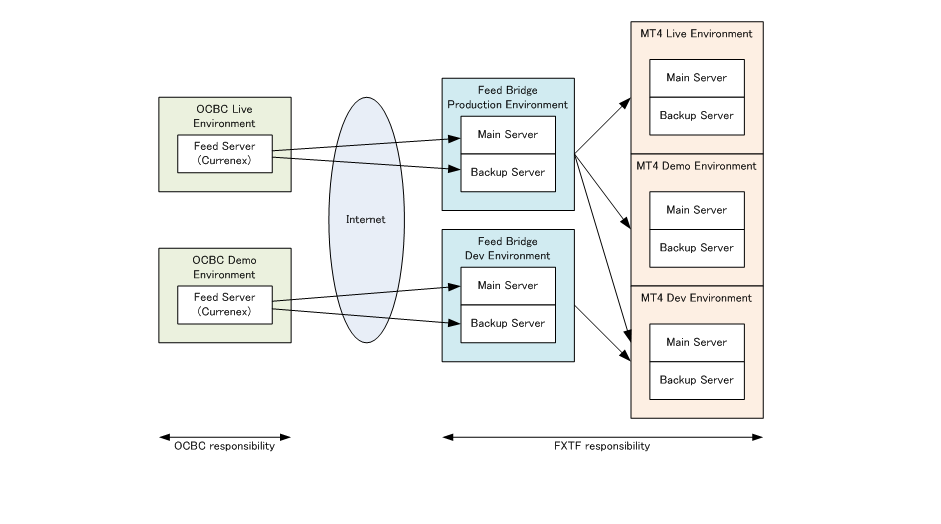 OCBC Live
Environment
Feed Server
(Currenex)
OCBC Demo
Environment
Feed Server
(Currenex)
OCBC responsibility
Internet
Feed Bridge
Production Environment
Main Server
Backup Server
Feed Bridge
Dev Environment
Main Server
Backup Server
MT4 Live Environment
Main Server
Backup Server
MT4 Demo Environment
Main Server
Backup Server
MT4 Dev Environment
Main Server
Backup Server
FXTF responsibility